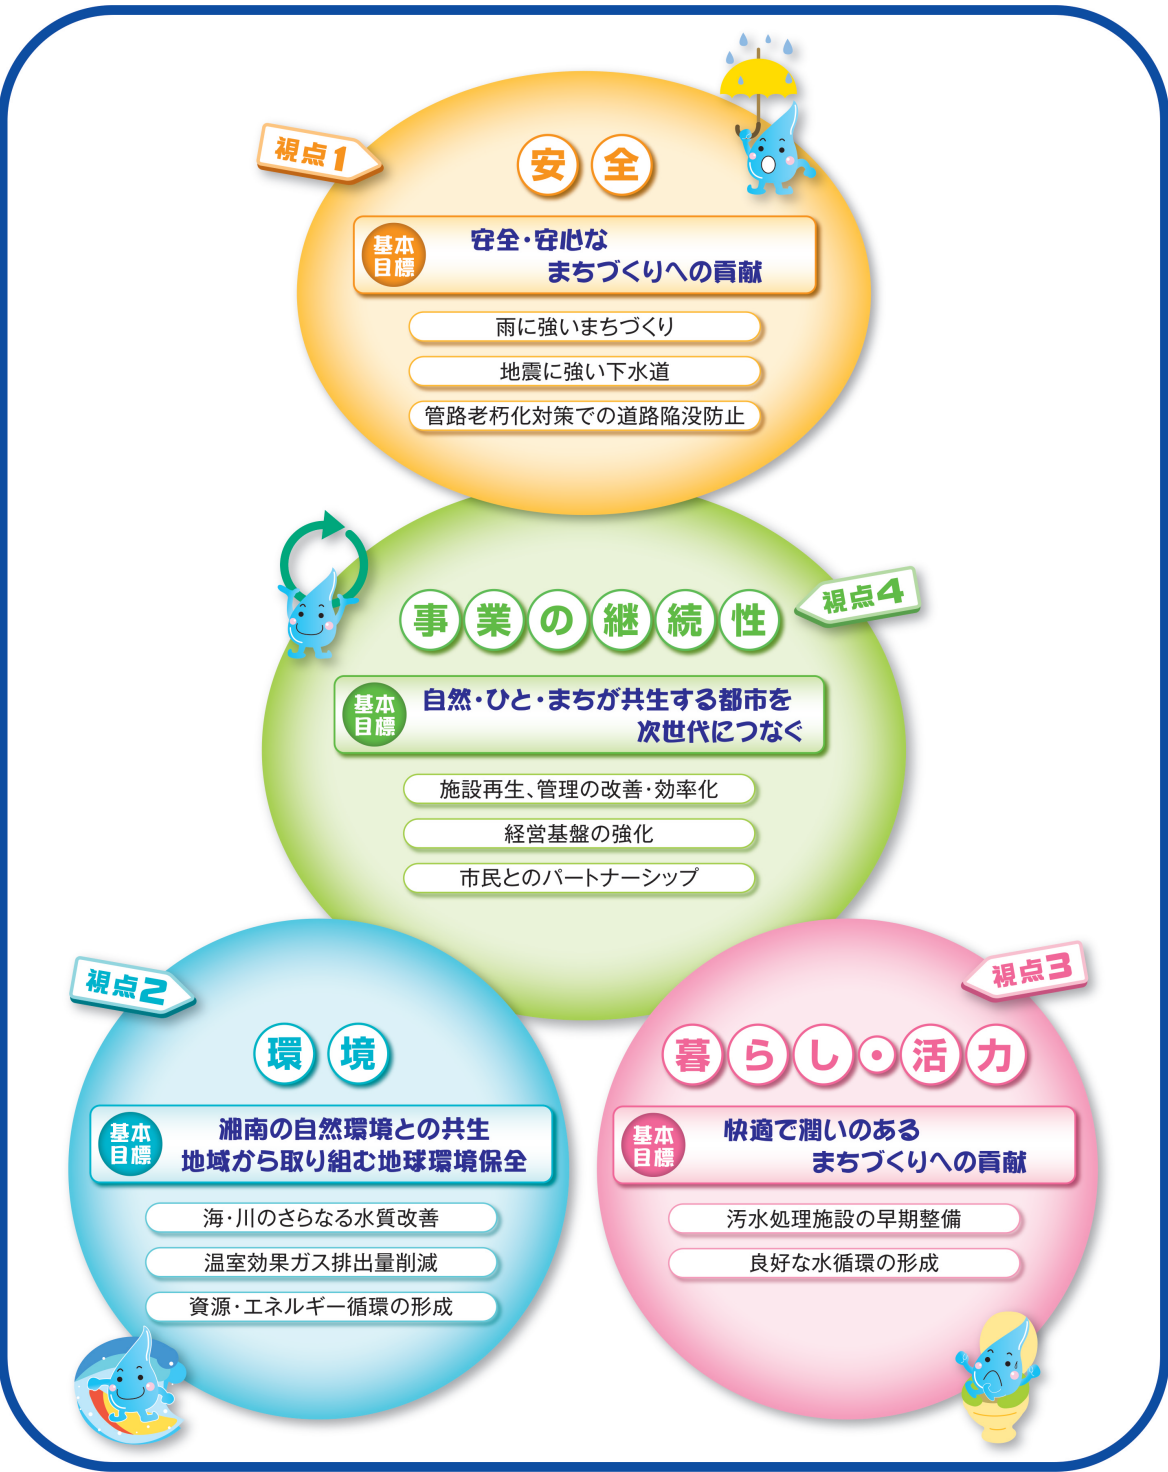 視点1
安全
基本
目標
安全・安心な
まちづくりへの貢献
雨に強いまちづくり
地震に強い下水道
管路老朽化対策での道路陥没防止
視点4
事業の継続性
基本
目標
自然・ひと・まちが共生する都市を
次世代につなぐ
施設再生、管理の改善・効率化
経営基盤の強化
市民とのパートナーシップ
視点2
環境
基本
目標
湘南の自然環境との共生
地域から取り組む地球環境保全
海・川のさらなる水質改善
温室効果ガス排出量削減
資源・エネルギー循環の形成
視点3
暮らし・活力
基本
目標
快適で潤いのある
まちづくりへの貢献
汚水処理施設の早期整備
良好な水循環の形成